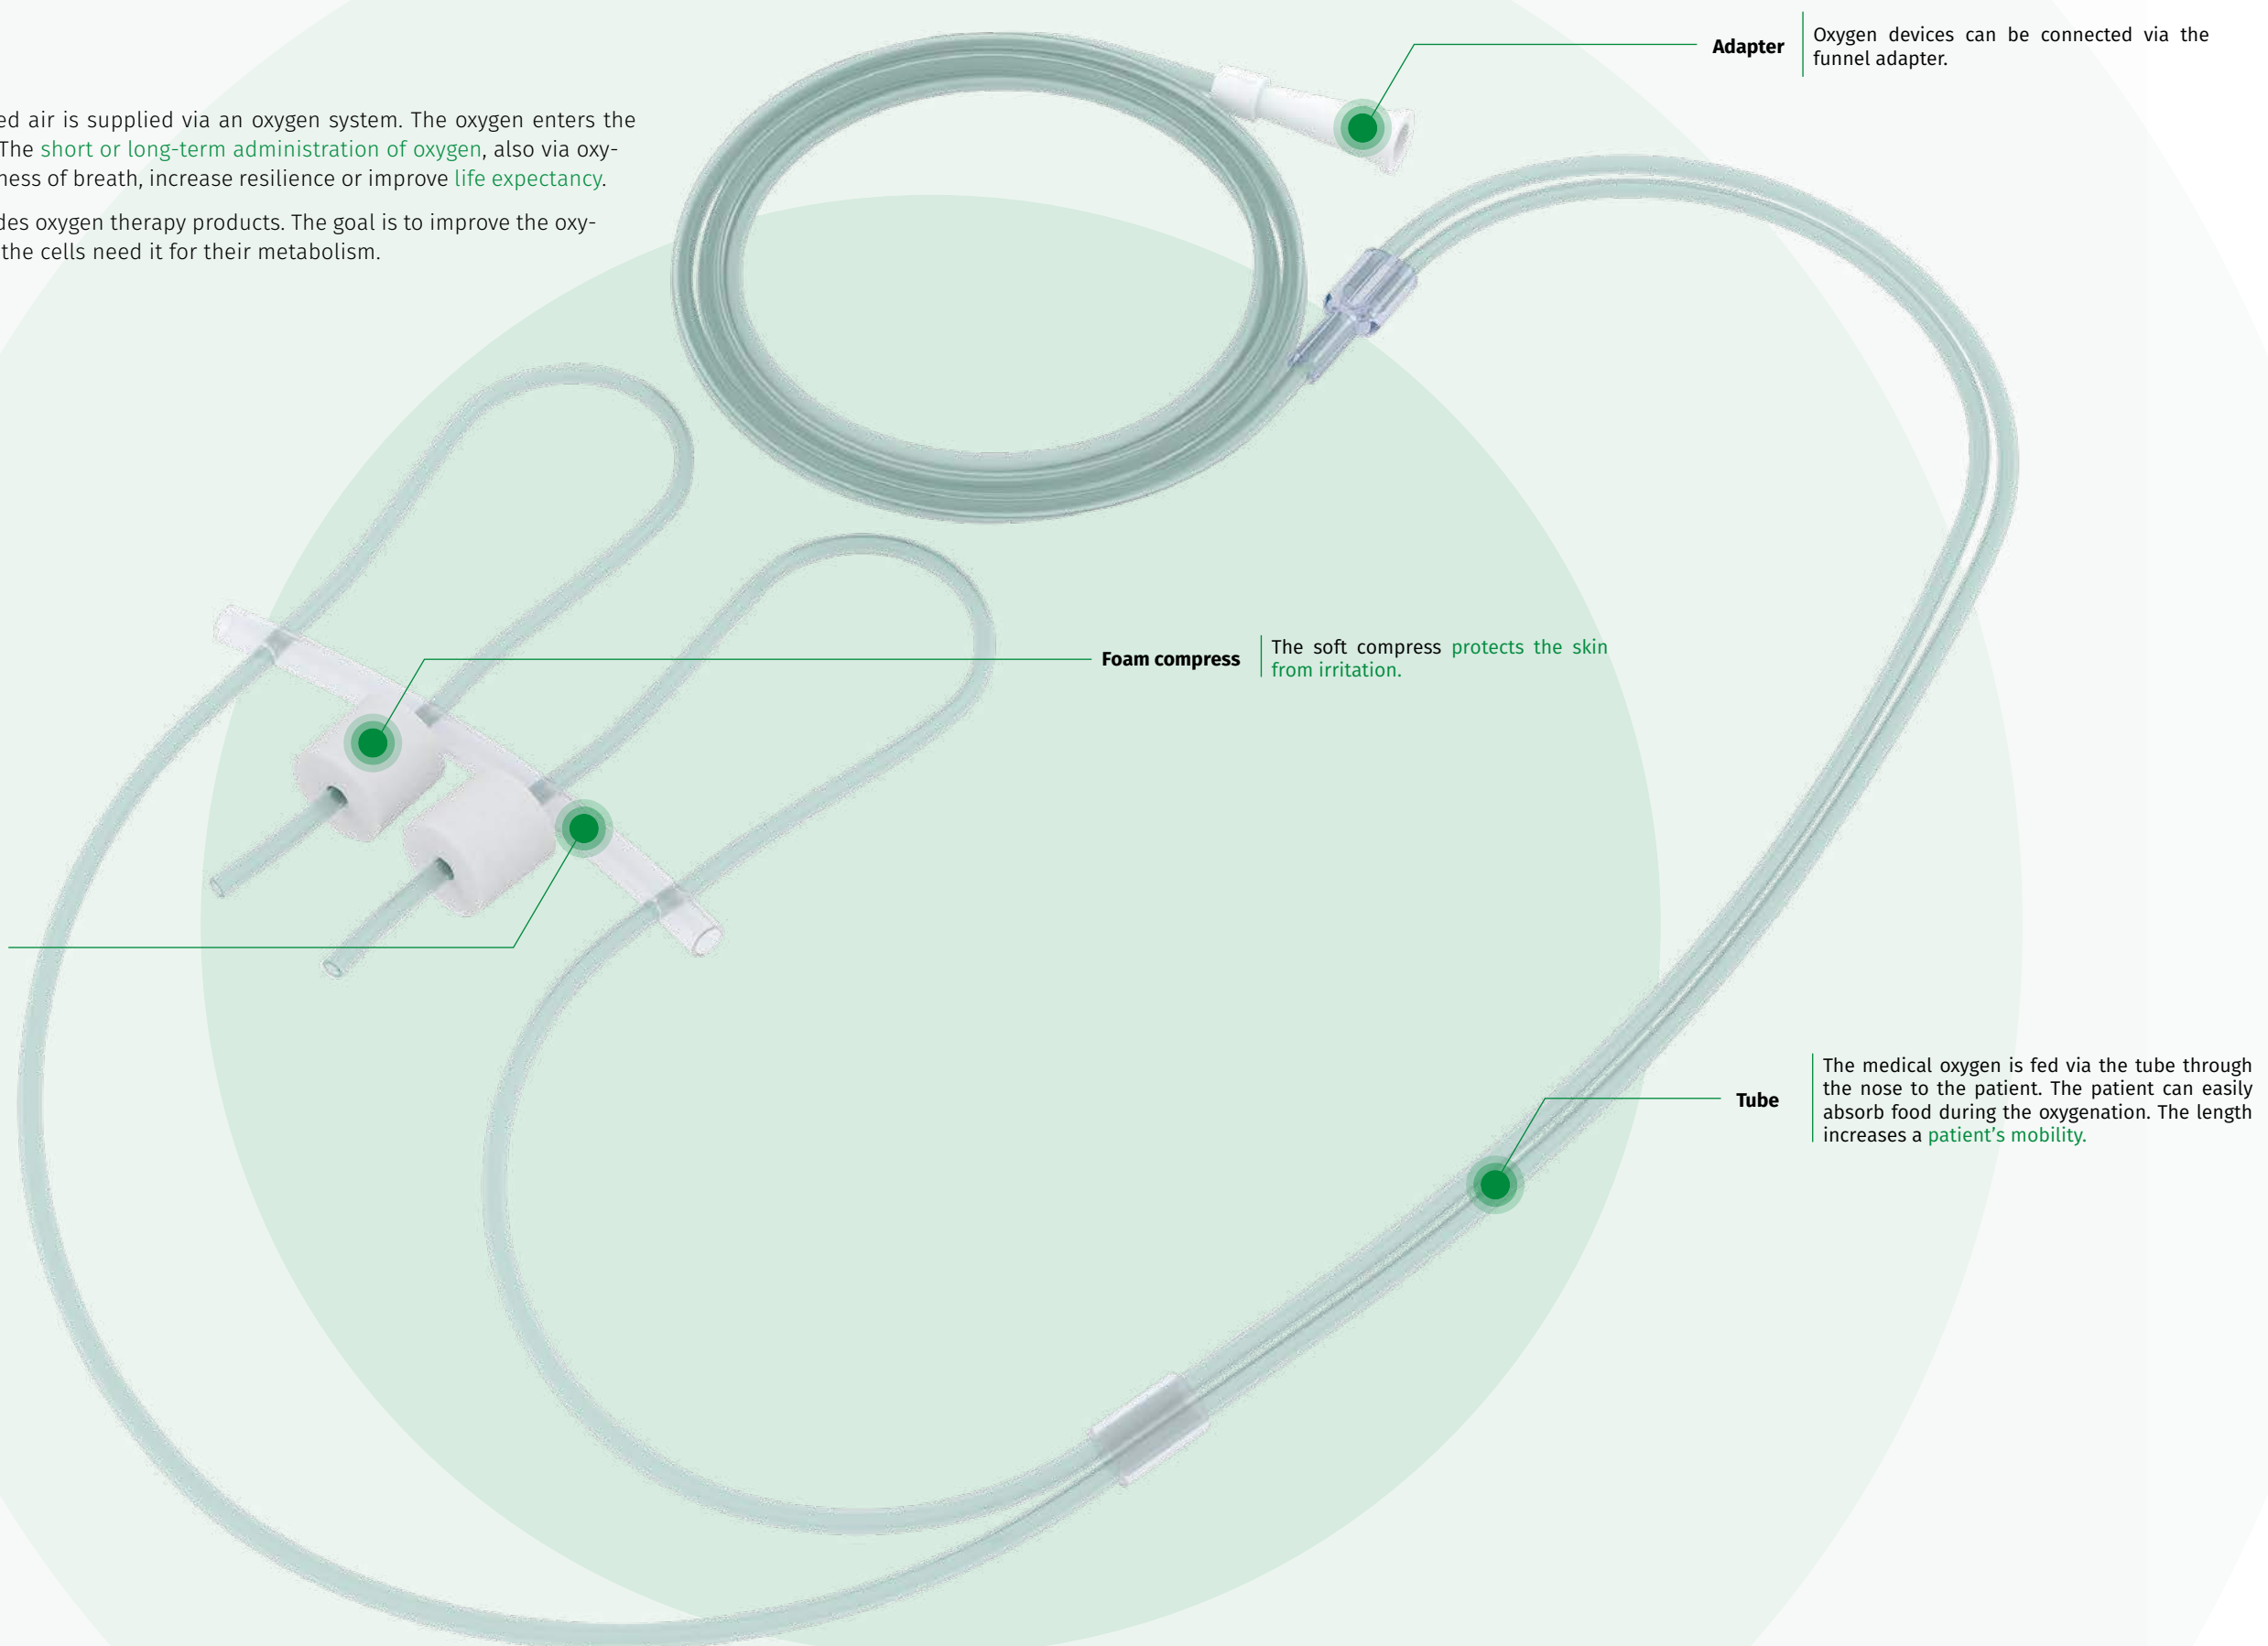 Adapter
Oxygen devices can be connected via the
funnel adapter.
ed air is supplied via an oxygen system. The oxygen enters the
The short or long-term administration of oxygen, also via oxy-
ness of breath, increase resilience or improve life expectancy.
des oxygen therapy products. The goal is to improve the oxy-
the cells need it for their metabolism.
Foam compress
The soft compress protects the skin
from irritation.
Tube
The medical oxygen is fed via the tube through
the nose to the patient. The patient can easily
absorb food during the oxygenation. The length
increases a patient’s mobility.